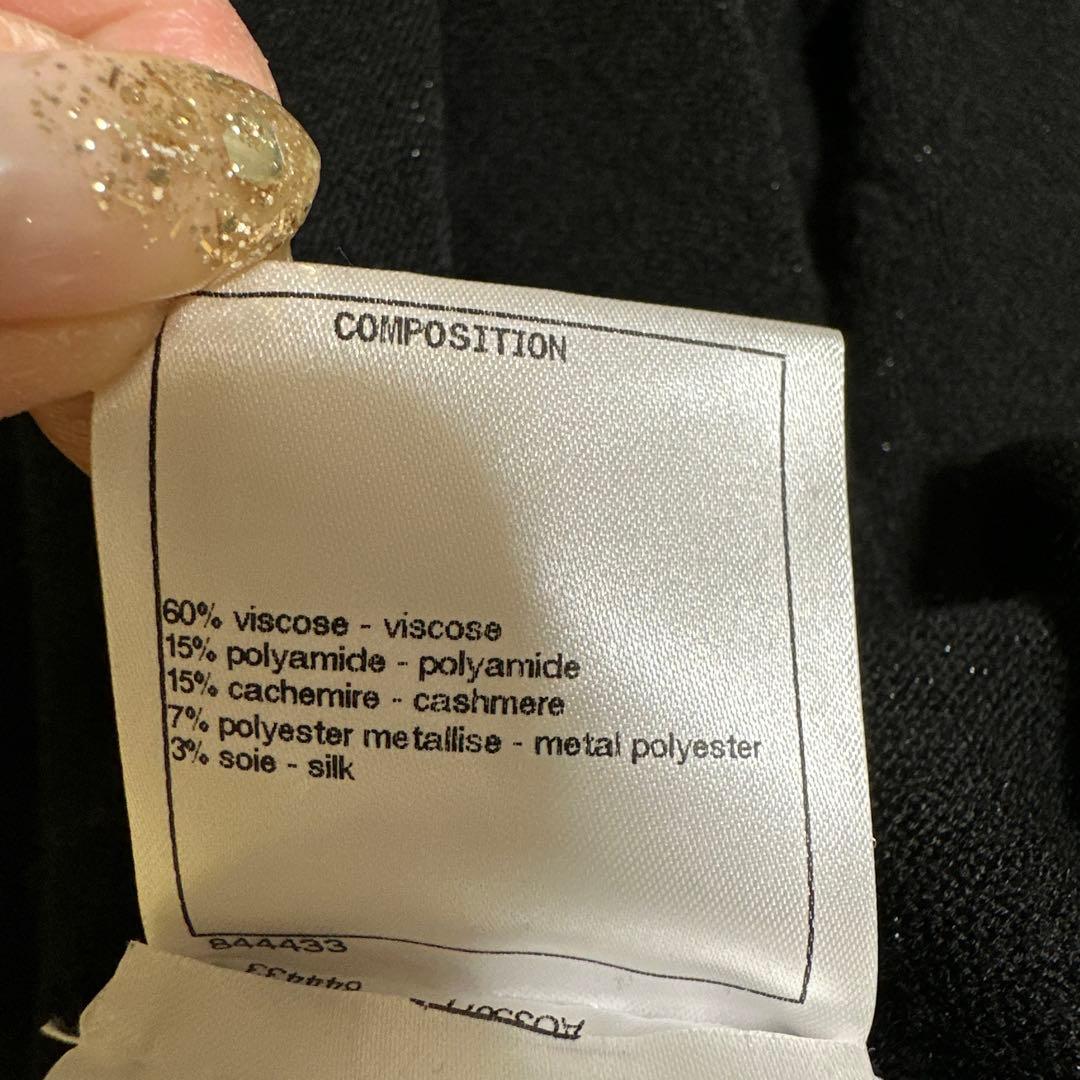 COMPOSITION
60% viscose - viscose
15% polyamide - polyamide
15% cachemire - cashmere
7% polyester metallise - metal polyester
3% soie - silk
844433